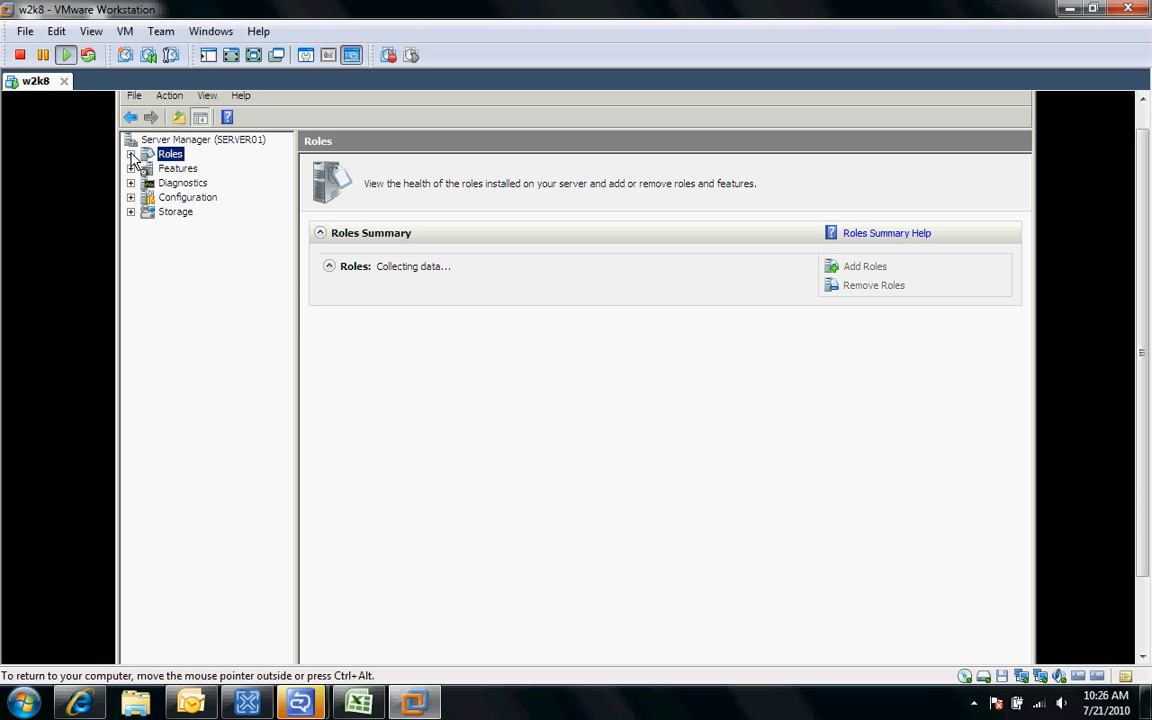 w2k8 - VMware Workstation
File Edit View VM Team Windows Help
w2k8
File Action View Help
Server Manager (SERVER01)
Roles
Features
Diagnostics
Configuration
Storage
Roles
View the health of the roles installed on your server and add or remove roles and features.
Roles Summary
Roles Summary Help
Roles: Collecting data...
Add Roles
Remove Roles
To return to your computer, move the mouse pointer outside or press Ctrl+Alt.
10:26 AM
7/21/2010